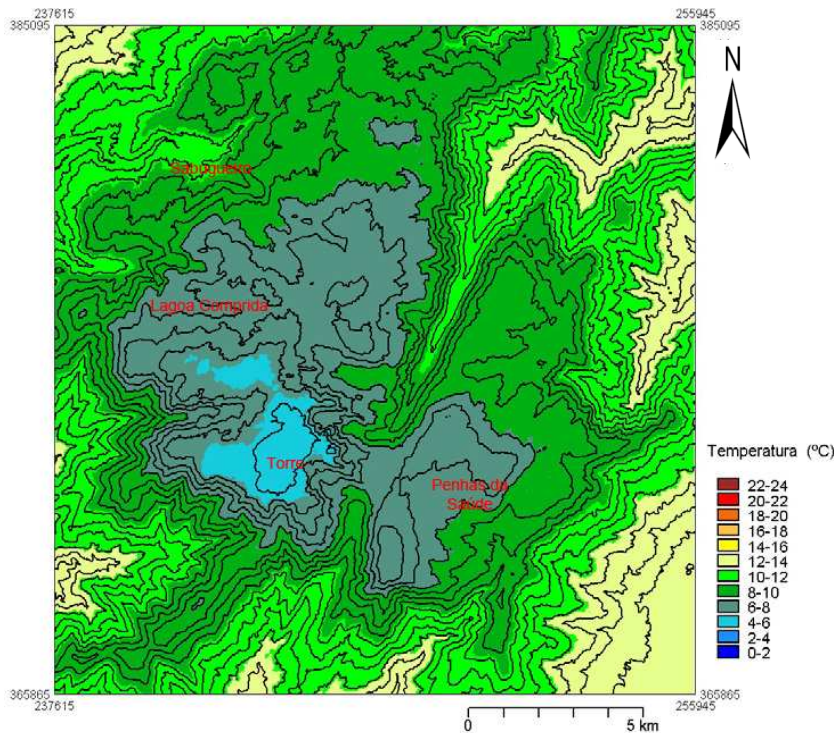 237615
255945
385095
385095
N
Sabugueiro
Lagoa Comprida
Torre
Penhas da
Saúde
Temperatura (ºC)
22-24
20-22
18-20
16-18
14-16
12-14
10-12
8-10
6-8
4-6
2-4
0-2
365865
365865
237615
255945
0
5 km